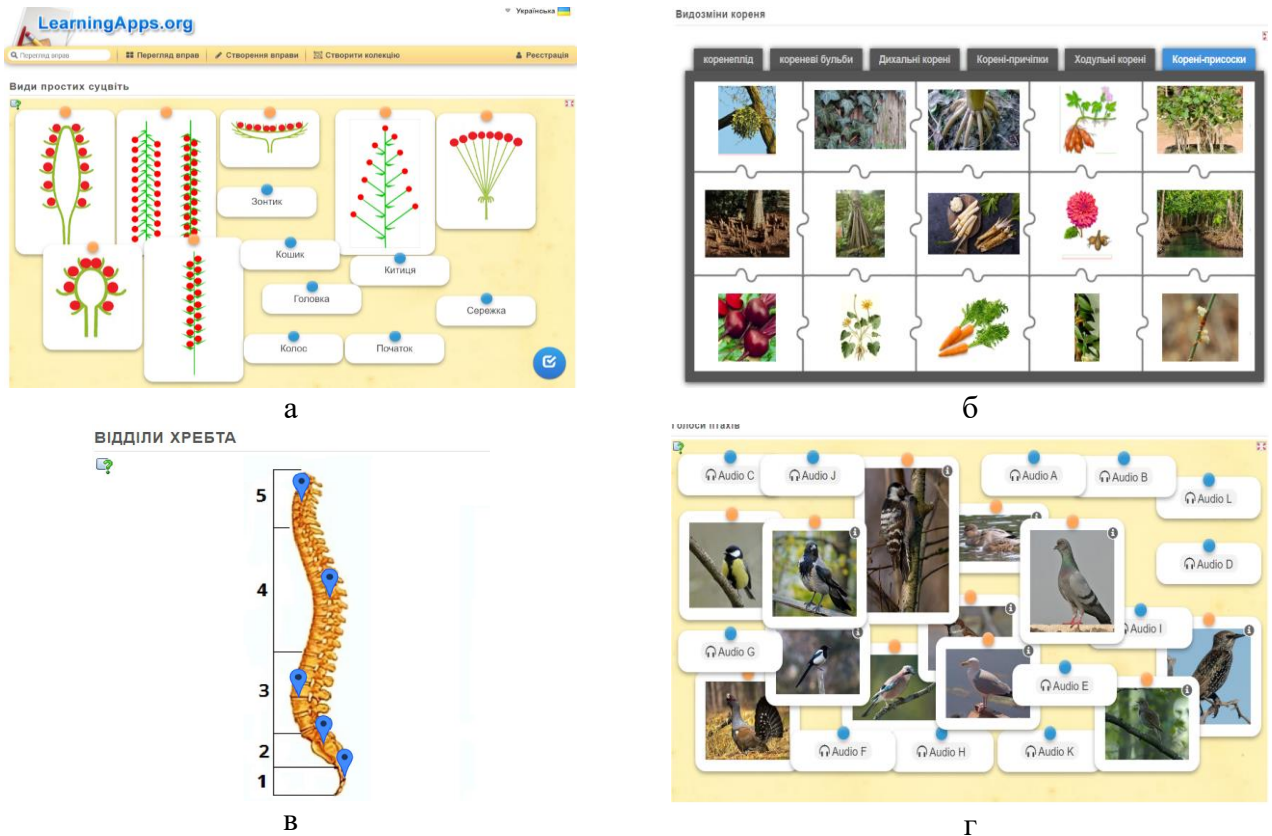 LearningApps.org
Українська
Перегляд вправ
Перегляд вправ
Створення вправи
Створити колекцію
Реєстрація
Види простих суцвіть
Зонтик
Кошик
Китиця
Головка
Сережка
Колос
Початок
а
Видозміни кореня
коренеплід
кореневі бульби
Дихальні корені
Корені-причіпки
Ходульні корені
Корені-присоски
б
ВІДДІЛИ ХРЕБТА
5
4
3
2
1
в
Голоси птахів
Audio C
Audio J
Audio A
Audio B
Audio L
Audio D
Audio G
Audio I
Audio E
Audio F
Audio H
Audio K
г